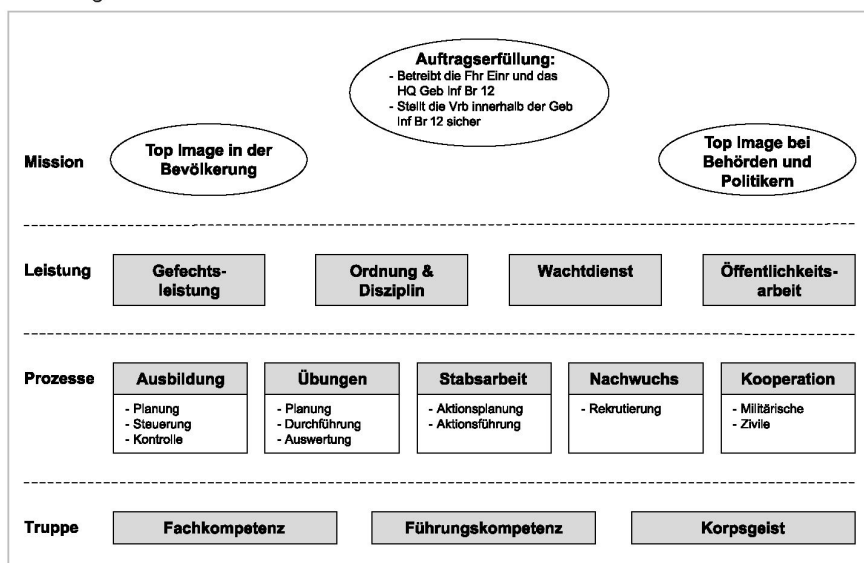 Auftragserfüllung:
- Betreibt die Fhr Einr und das
HQ Geb Inf Br 12
- Stellt die Vrb innerhalb der Geb
Inf Br 12 sicher
Mission
Top Image in der
Bevölkerung
Top Image bei
Behörden und
Politikern
Leistung
Gefechts-
leistung
Ordnung &
Disziplin
Wachtdienst
Öffentlichkeits-
arbeit
Prozesse
Ausbildung
- Planung
- Steuerung
- Kontrolle
Übungen
- Planung
- Durchführung
- Auswertung
Stabsarbeit
- Aktionsplanung
- Aktionsführung
Nachwuchs
- Rekrutierung
Kooperation
- Militärische
- Zivile
Truppe
Fachkompetenz
Führungskompetenz
Korpsgeist